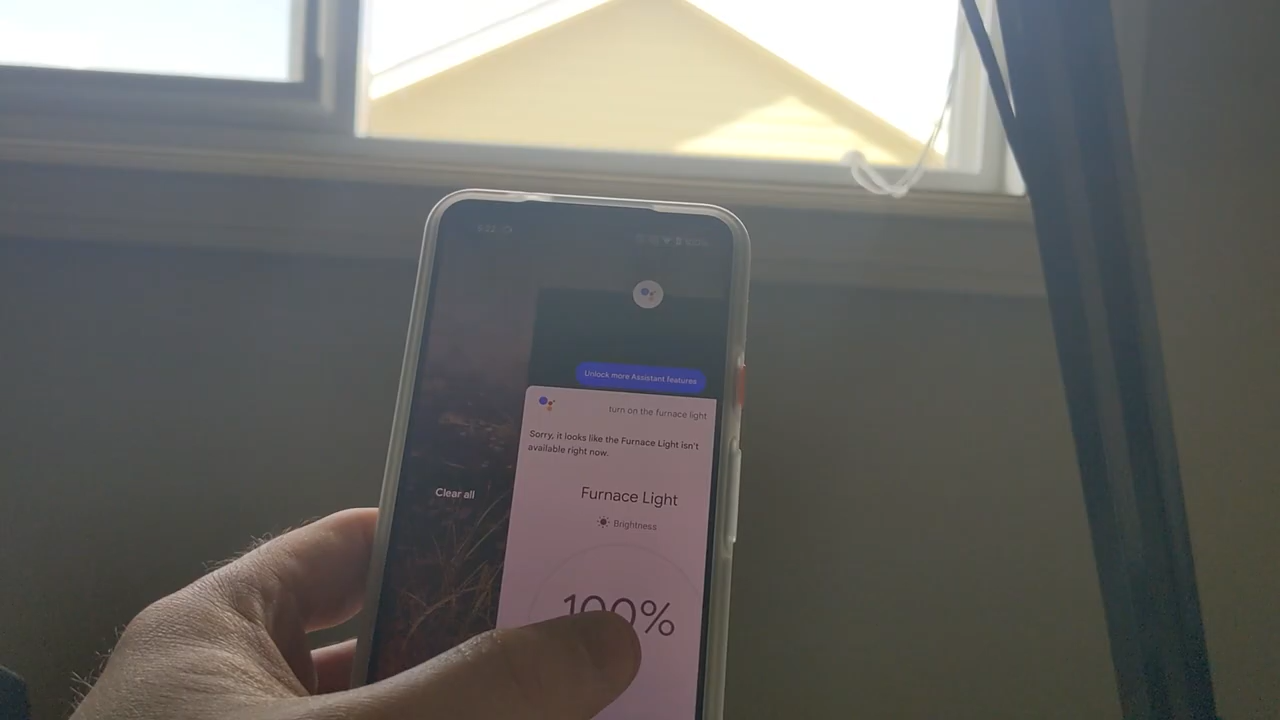 Unlock more Assistant features
turn on the furnace light
Sorry, it looks like the Furnace Light isn't
available right now.
Clear all
Furnace Light
Brightness
100%